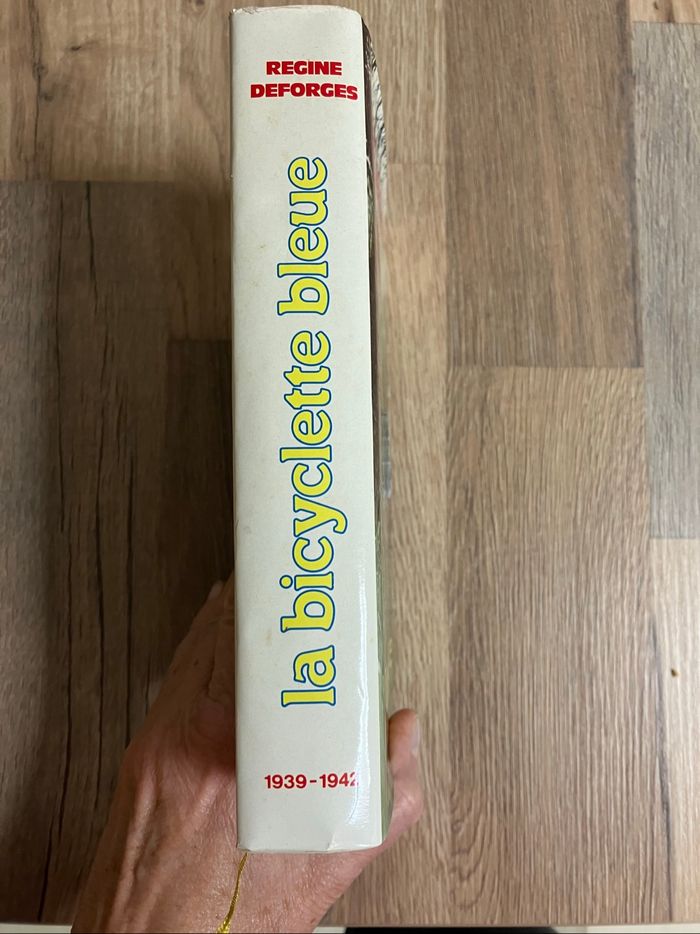 REGINE
DEFORGES
la bicyclette bleue
1939-1942